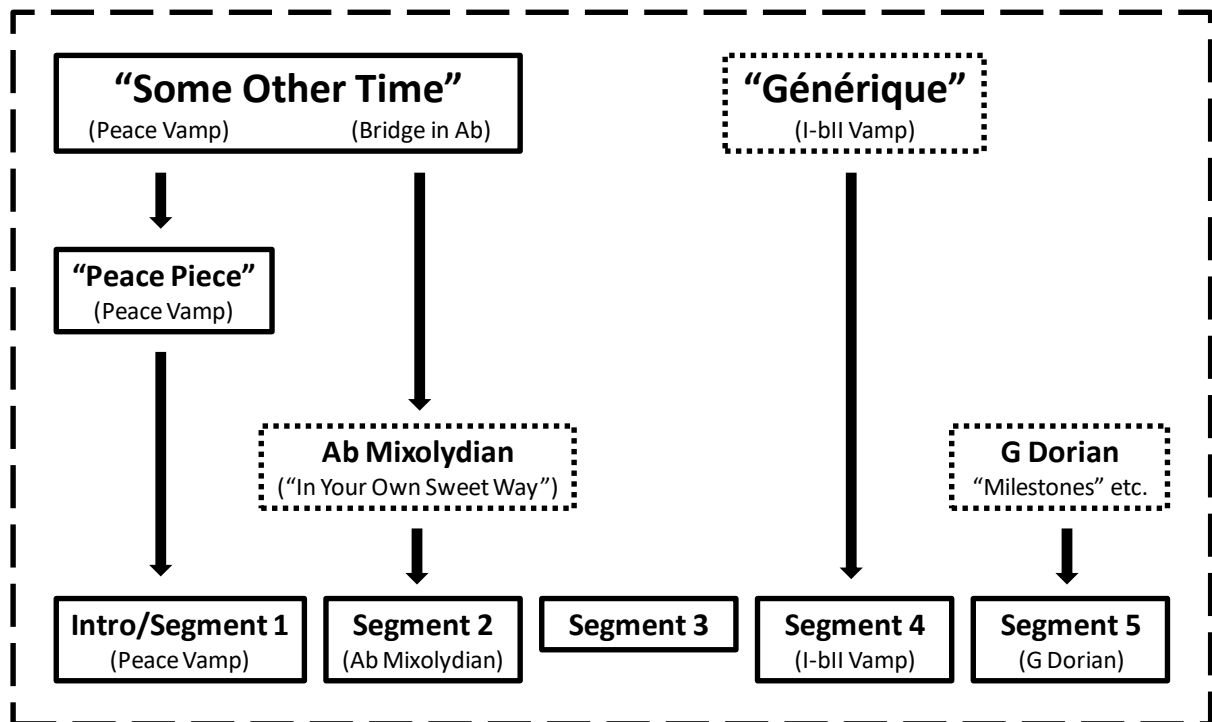 “Some Other Time”
(Peace Vamp) (Bridge in Ab)
“Générique”
(I-bII Vamp)
“Peace Piece”
(Peace Vamp)
Ab Mixolydian
(“In Your Own Sweet Way”)
G Dorian
“Milestones” etc.
Intro/Segment 1
(Peace Vamp)
Segment 2
(Ab Mixolydian)
Segment 3
Segment 4
(I-bII Vamp)
Segment 5
(G Dorian)